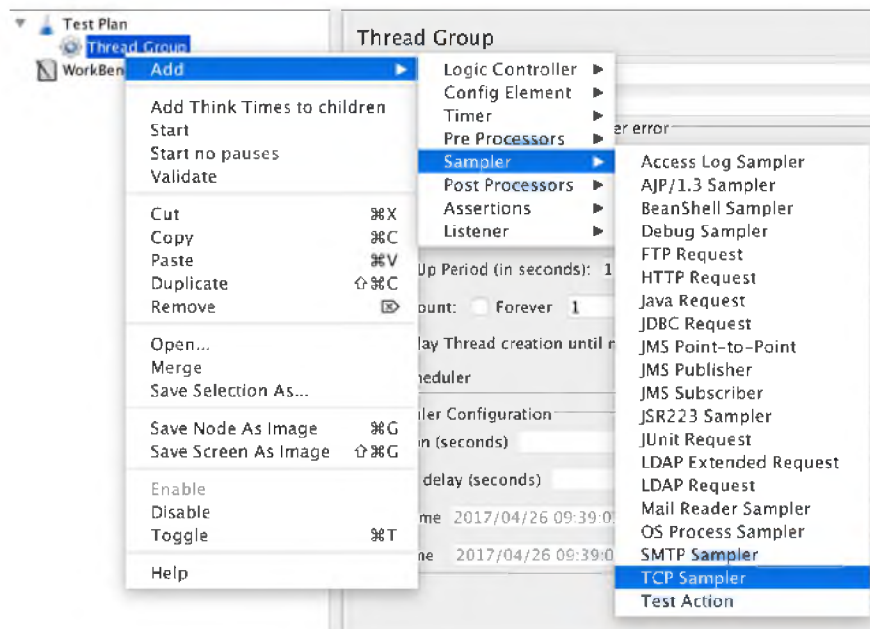 Test Plan
Thread Group
WorkBen
Thread Group
Add
Add Think Times to children
Start
Start no pauses
Validate
Cut ⌘X
Copy ⌘C
Paste ⌘V
Duplicate ⇧⌘C
Remove ⌦
Open...
Merge
Save Selection As...
Save Node As Image ⌘G
Save Screen As Image ⇧⌘G
Enable
Disable
Toggle ⌘T
Help
Logic Controller
Config Element
Timer
Pre Processors
Sampler
Post Processors
Assertions
Listener
er error
Up Period (in seconds): 1
ount: Forever 1
lay Thread creation until n
heduler
ler Configuration
n (seconds)
delay (seconds)
me 2017/04/26 09:39:0
me 2017/04/26 09:39:0
Access Log Sampler
AJP/1.3 Sampler
BeanShell Sampler
Debug Sampler
FTP Request
HTTP Request
Java Request
JDBC Request
JMS Point-to-Point
JMS Publisher
JMS Subscriber
JSR223 Sampler
JUnit Request
LDAP Extended Request
LDAP Request
Mail Reader Sampler
OS Process Sampler
SMTP Sampler
TCP Sampler
Test Action